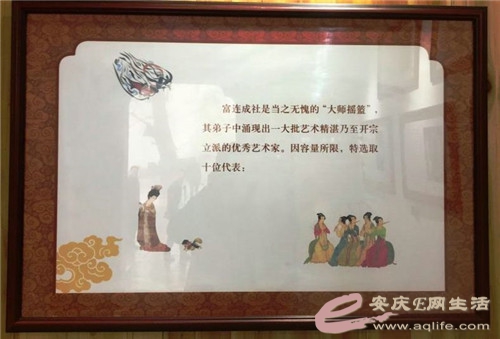 富连成社是当之无愧的“大师摇篮”，
其弟子中涌现出一大批艺术精湛乃至开宗
立派的优秀艺术家。因容量所限，特选取
十位代表：
安庆E网生活
www.aqlife.com